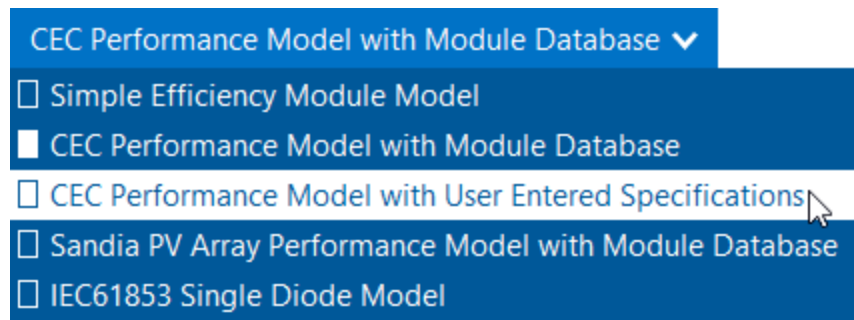 CEC Performance Model with Module Database
Simple Efficiency Module Model
CEC Performance Model with Module Database
CEC Performance Model with User Entered Specifications
Sandia PV Array Performance Model with Module Database
IEC61853 Single Diode Model